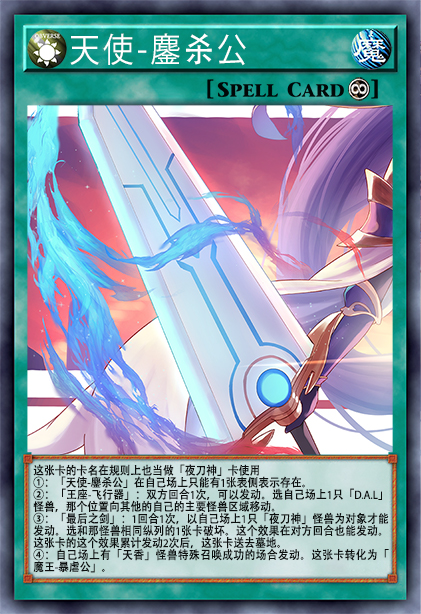 DIVERSE
天使-鏖杀公
魔
[SPELL CARD∞]
这张卡的卡名在规则上也当做「夜刀神」卡使用
①：「天使-鏖杀公」在自己场上只能有1张表侧表示存在。
②：「王座-飞行器」：双方回合1次，可以发动。选自己场上1只「D.A.L」
怪兽，那个位置向其他的自己的主要怪兽区域移动。
③：「最后之剑」：1回合1次，以自己场上1只「夜刀神」怪兽为对象才能
发动。选和那怪兽相同纵列的1张卡破坏。这个效果在对方回合也能发动。
这张卡的这个效果累计发动2次后，这张卡送去墓地。
④：自己场上有「天香」怪兽特殊召唤成功的场合发动。这张卡转化为「
魔王-暴虐公」。